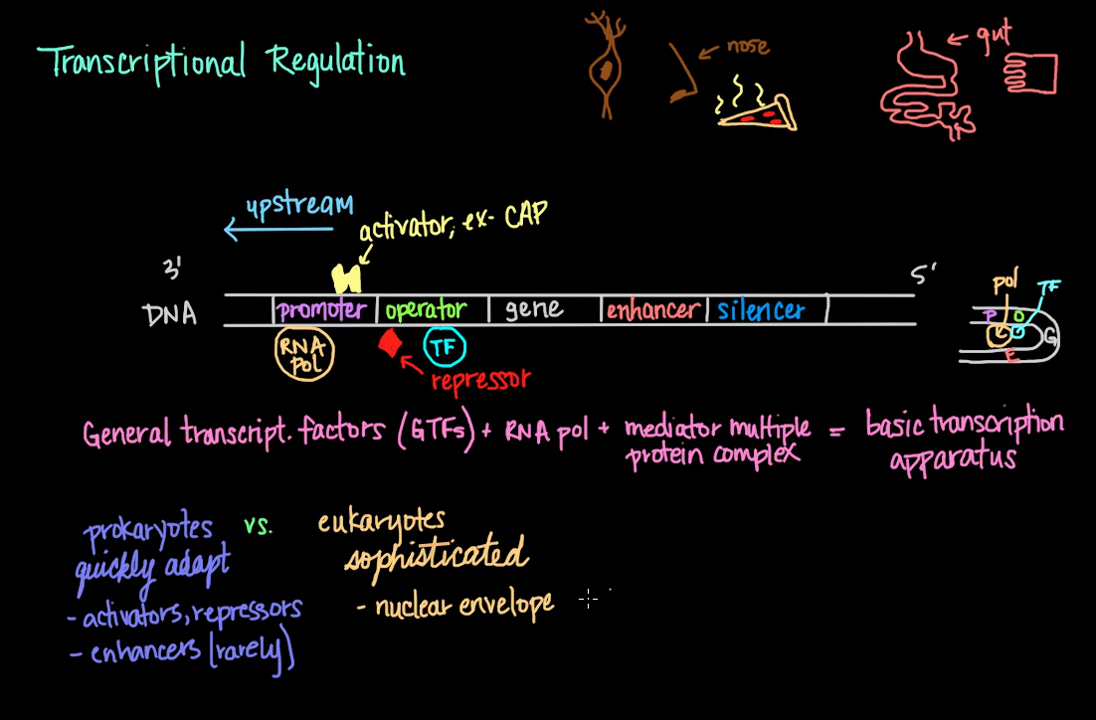 Transcriptional Regulation
nose
gut
upstream
activator, ex- CAP
3'
5'
DNA
promoter
operator
gene
enhancer
silencer
RNA
pol
TF
repressor
pol
TF
P
O
G
E
General transcript. factors (GTFs) + RNA pol + mediator multiple
protein complex
= basic transcription
apparatus
prokaryotes vs. eukaryotes
quickly adapt
sophisticated
- activators, repressors
- nuclear envelope
- enhancers (rarely)